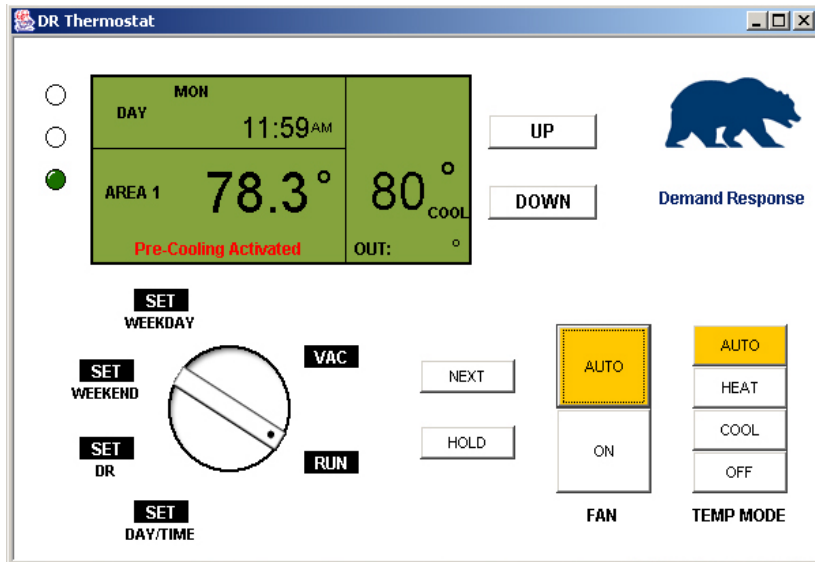 DR Thermostat
MON
DAY
11:59AM
AREA 1
78.3°
80°
COOL
Pre-Cooling Activated
OUT: °
UP
DOWN
Demand Response
SET
WEEKDAY
VAC
SET
WEEKEND
SET
DR
RUN
SET
DAY/TIME
NEXT
HOLD
AUTO
ON
FAN
AUTO
HEAT
COOL
OFF
TEMP MODE